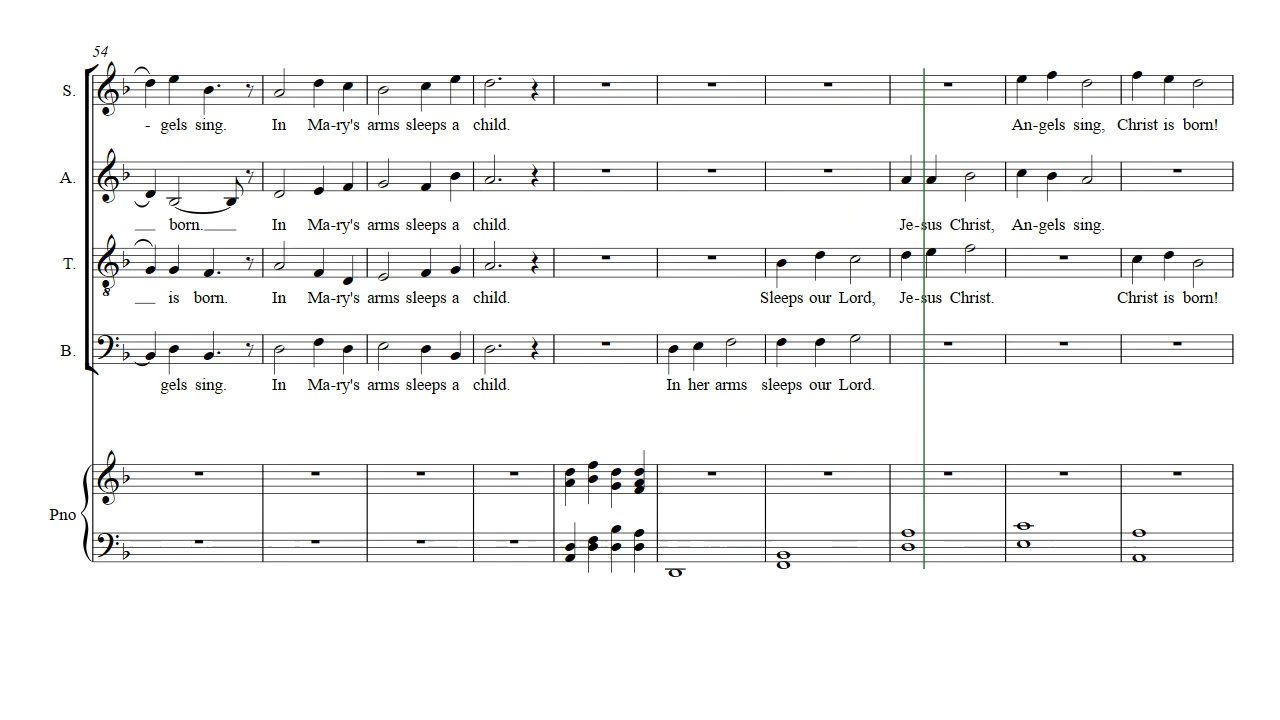 54
S.
- gels sing. In Ma-ry's arms sleeps a child. An-gels sing, Christ is born!
A.
born. In Ma-ry's arms sleeps a child. Je-sus Christ, An-gels sing.
T.
is born. In Ma-ry's arms sleeps a child. Sleeps our Lord, Je-sus Christ. Christ is born!
8
B.
gels sing. In Ma-ry's arms sleeps a child. In her arms sleeps our Lord.
Pno